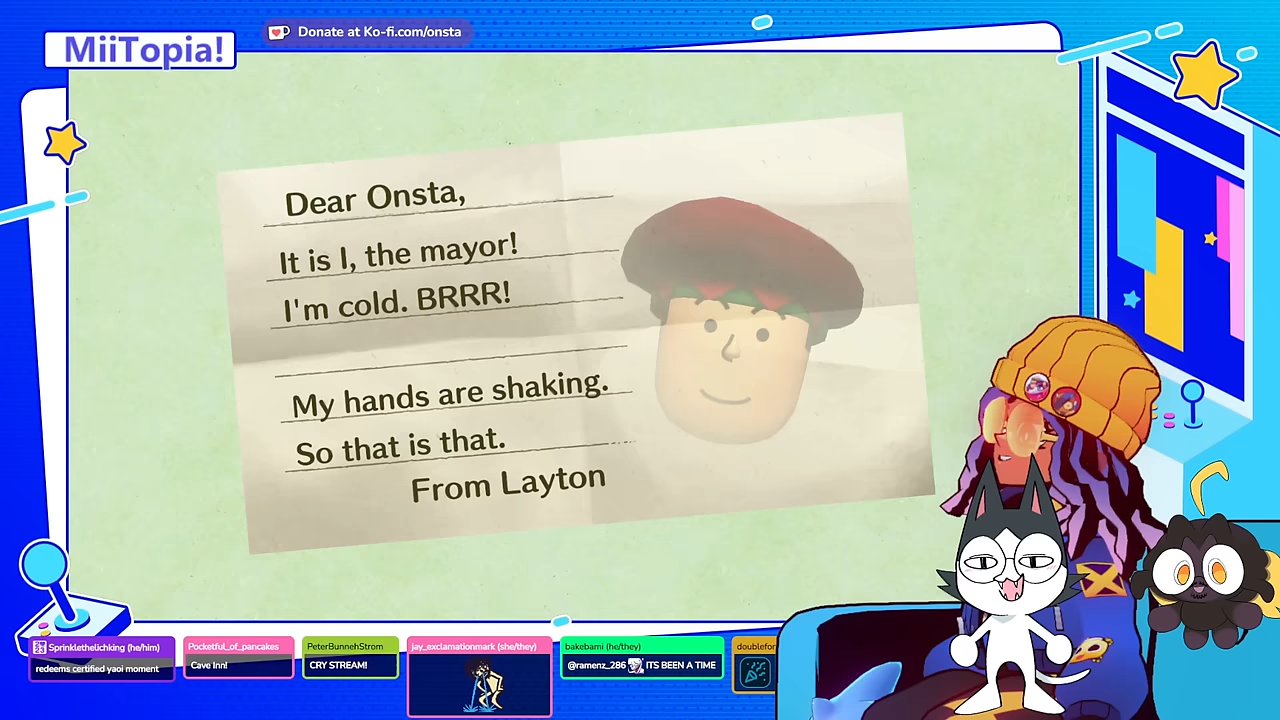 MiiTopia!
Donate at Ko-fi.com/onsta
Dear Onsta,
It is I, the mayor!
I'm cold. BRRR!
My hands are shaking.
So that is that.
From Layton
Sprinklethelichking (he/him)
redeems certified yaoi moment
Pocketful_of_pancakes
Cave Inn!
PeterBunnehStrom
CRY STREAM!
jay_exclamationmark (she/they)
bakebami (he/they)
@ramenz_286 ITS BEEN A TIME
doublefor